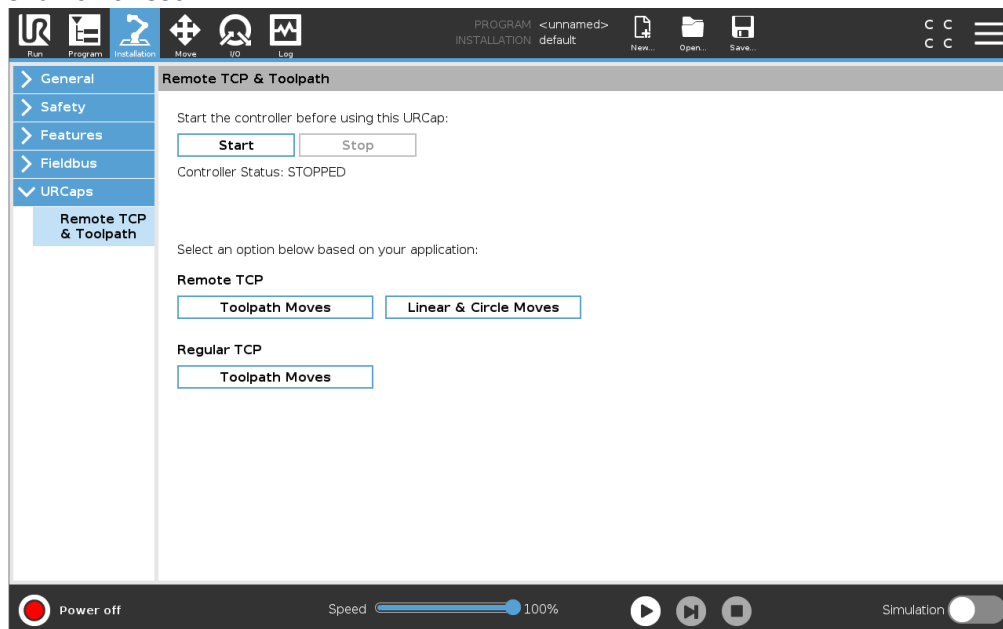 UR
Run
Program
Installation
Move
I/O
Log
PROGRAM <unnamed>
INSTALLATION default
New...
Open...
Save...
C C
C C
General
Safety
Features
Fieldbus
URCaps
Remote TCP
& Toolpath
Remote TCP & Toolpath
Start the controller before using this URCap:
Start Stop
Controller Status: STOPPED
Select an option below based on your application:
Remote TCP
Toolpath Moves Linear & Circle Moves
Regular TCP
Toolpath Moves
Power off
Speed 100%
Simulation